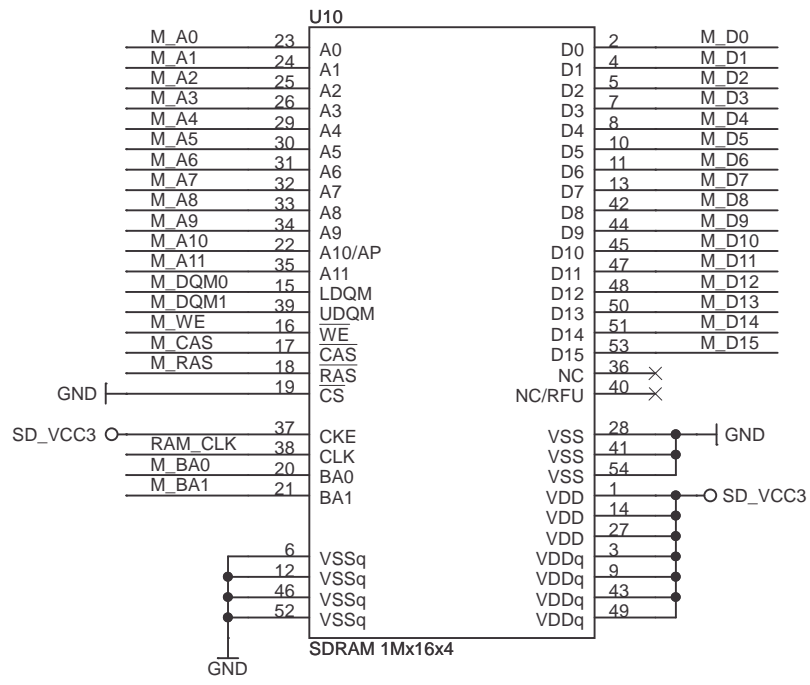 U10
M_A0 23 A0 D0 2 M_D0
M_A1 24 A1 D1 4 M_D1
M_A2 25 A2 D2 5 M_D2
M_A3 26 A3 D3 7 M_D3
M_A4 29 A4 D4 8 M_D4
M_A5 30 A5 D5 10 M_D5
M_A6 31 A6 D6 11 M_D6
M_A7 32 A7 D7 13 M_D7
M_A8 33 A8 D8 42 M_D8
M_A9 34 A9 D9 44 M_D9
M_A10 22 A10/AP D10 45 M_D10
M_A11 35 A11 D11 47 M_D11
M_DQM0 15 LDQM D12 48 M_D12
M_DQM1 39 UDQM D13 50 M_D13
M_WE 16 WE D14 51 M_D14
M_CAS 17 CAS D15 53 M_D15
M_RAS 18 RAS NC 36
GND 19 CS NC/RFU 40
SD_VCC3 37 CKE VSS 28 GND
RAM_CLK 38 CLK VSS 41
M_BA0 20 BA0 VSS 54
M_BA1 21 BA1 VDD 1 SD_VCC3
VDD 14
VDD 27
6 VSSq VDDq 3
12 VSSq VDDq 9
46 VSSq VDDq 43
52 VSSq VDDq 49
GND
SDRAM 1Mx16x4